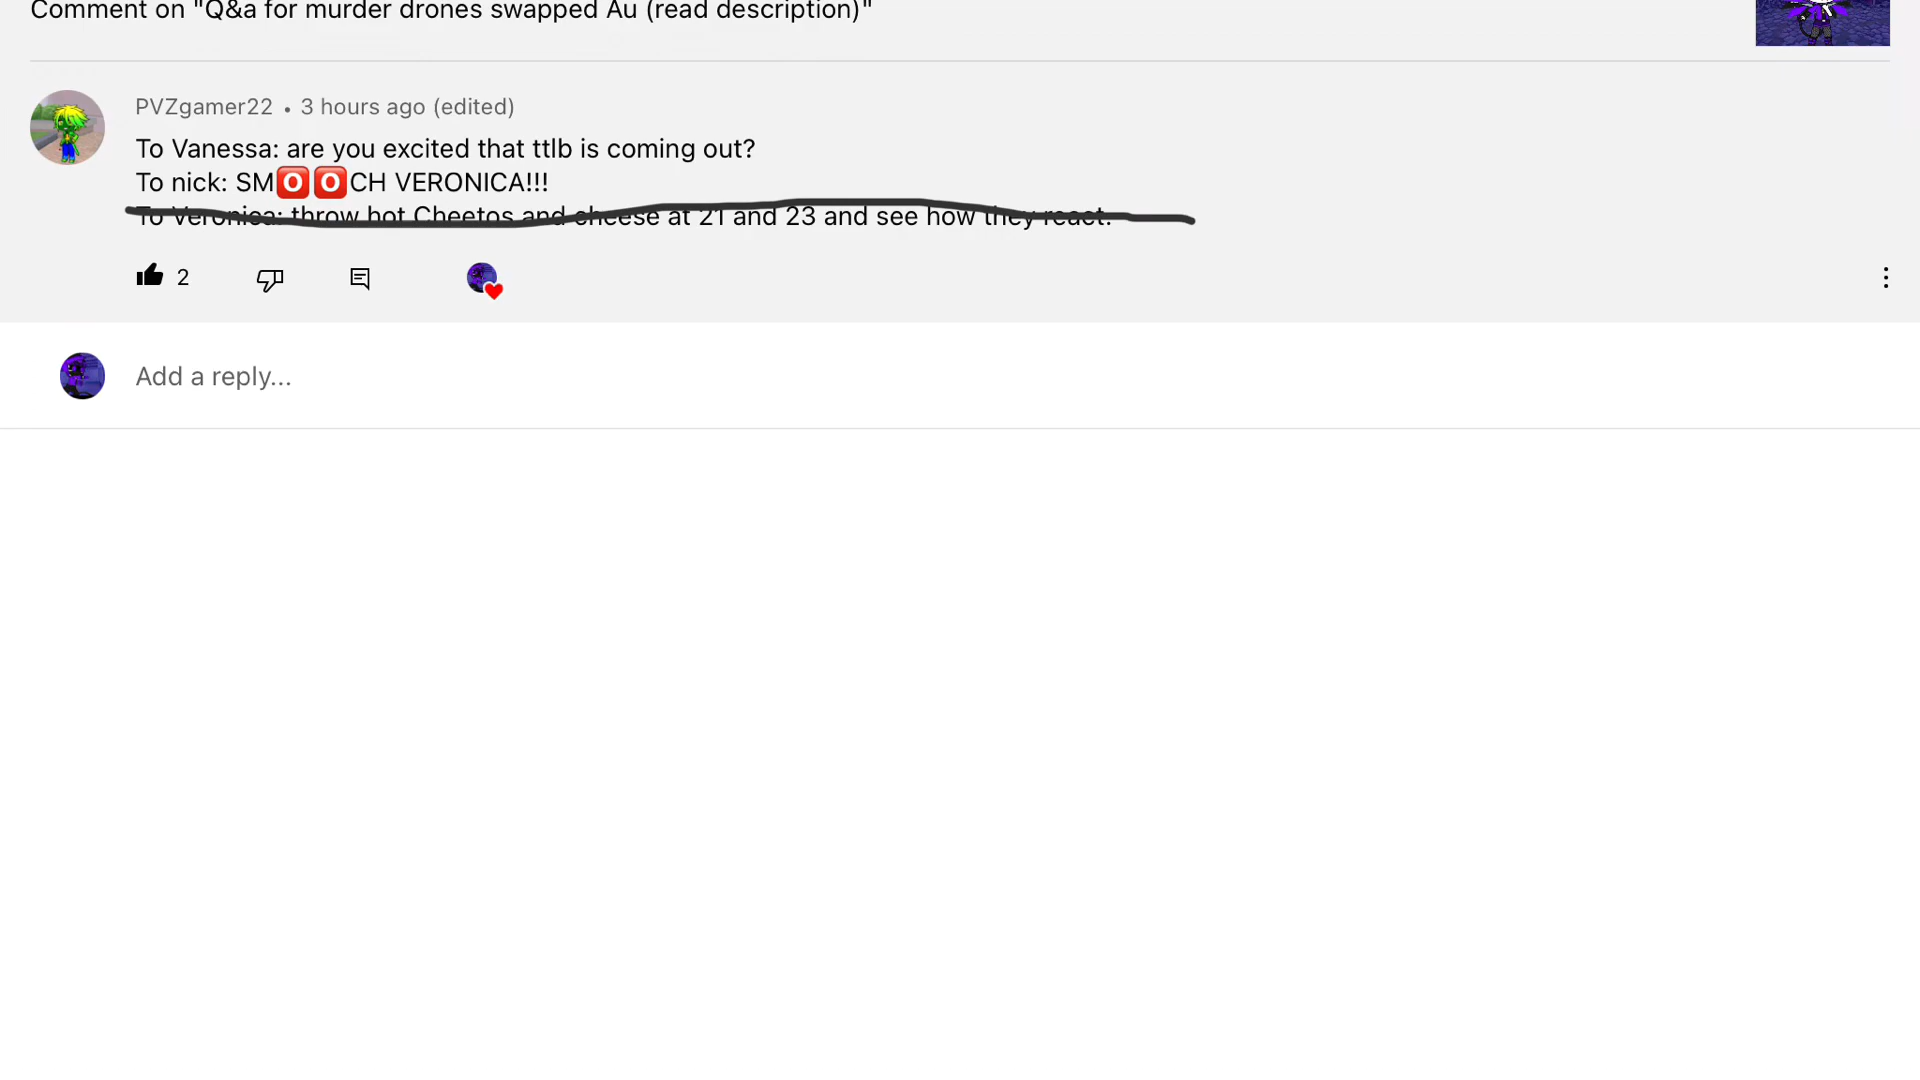 Comment on "Q&a for murder drones swapped Au (read description)"
PVZgamer22 • 3 hours ago (edited)
To Vanessa: are you excited that ttlb is coming out?
To nick: SM🅾️🅾️CH VERONICA!!!
To Veronica: throw hot Cheetos and cheese at 21 and 23 and see how they react.
2
Add a reply...